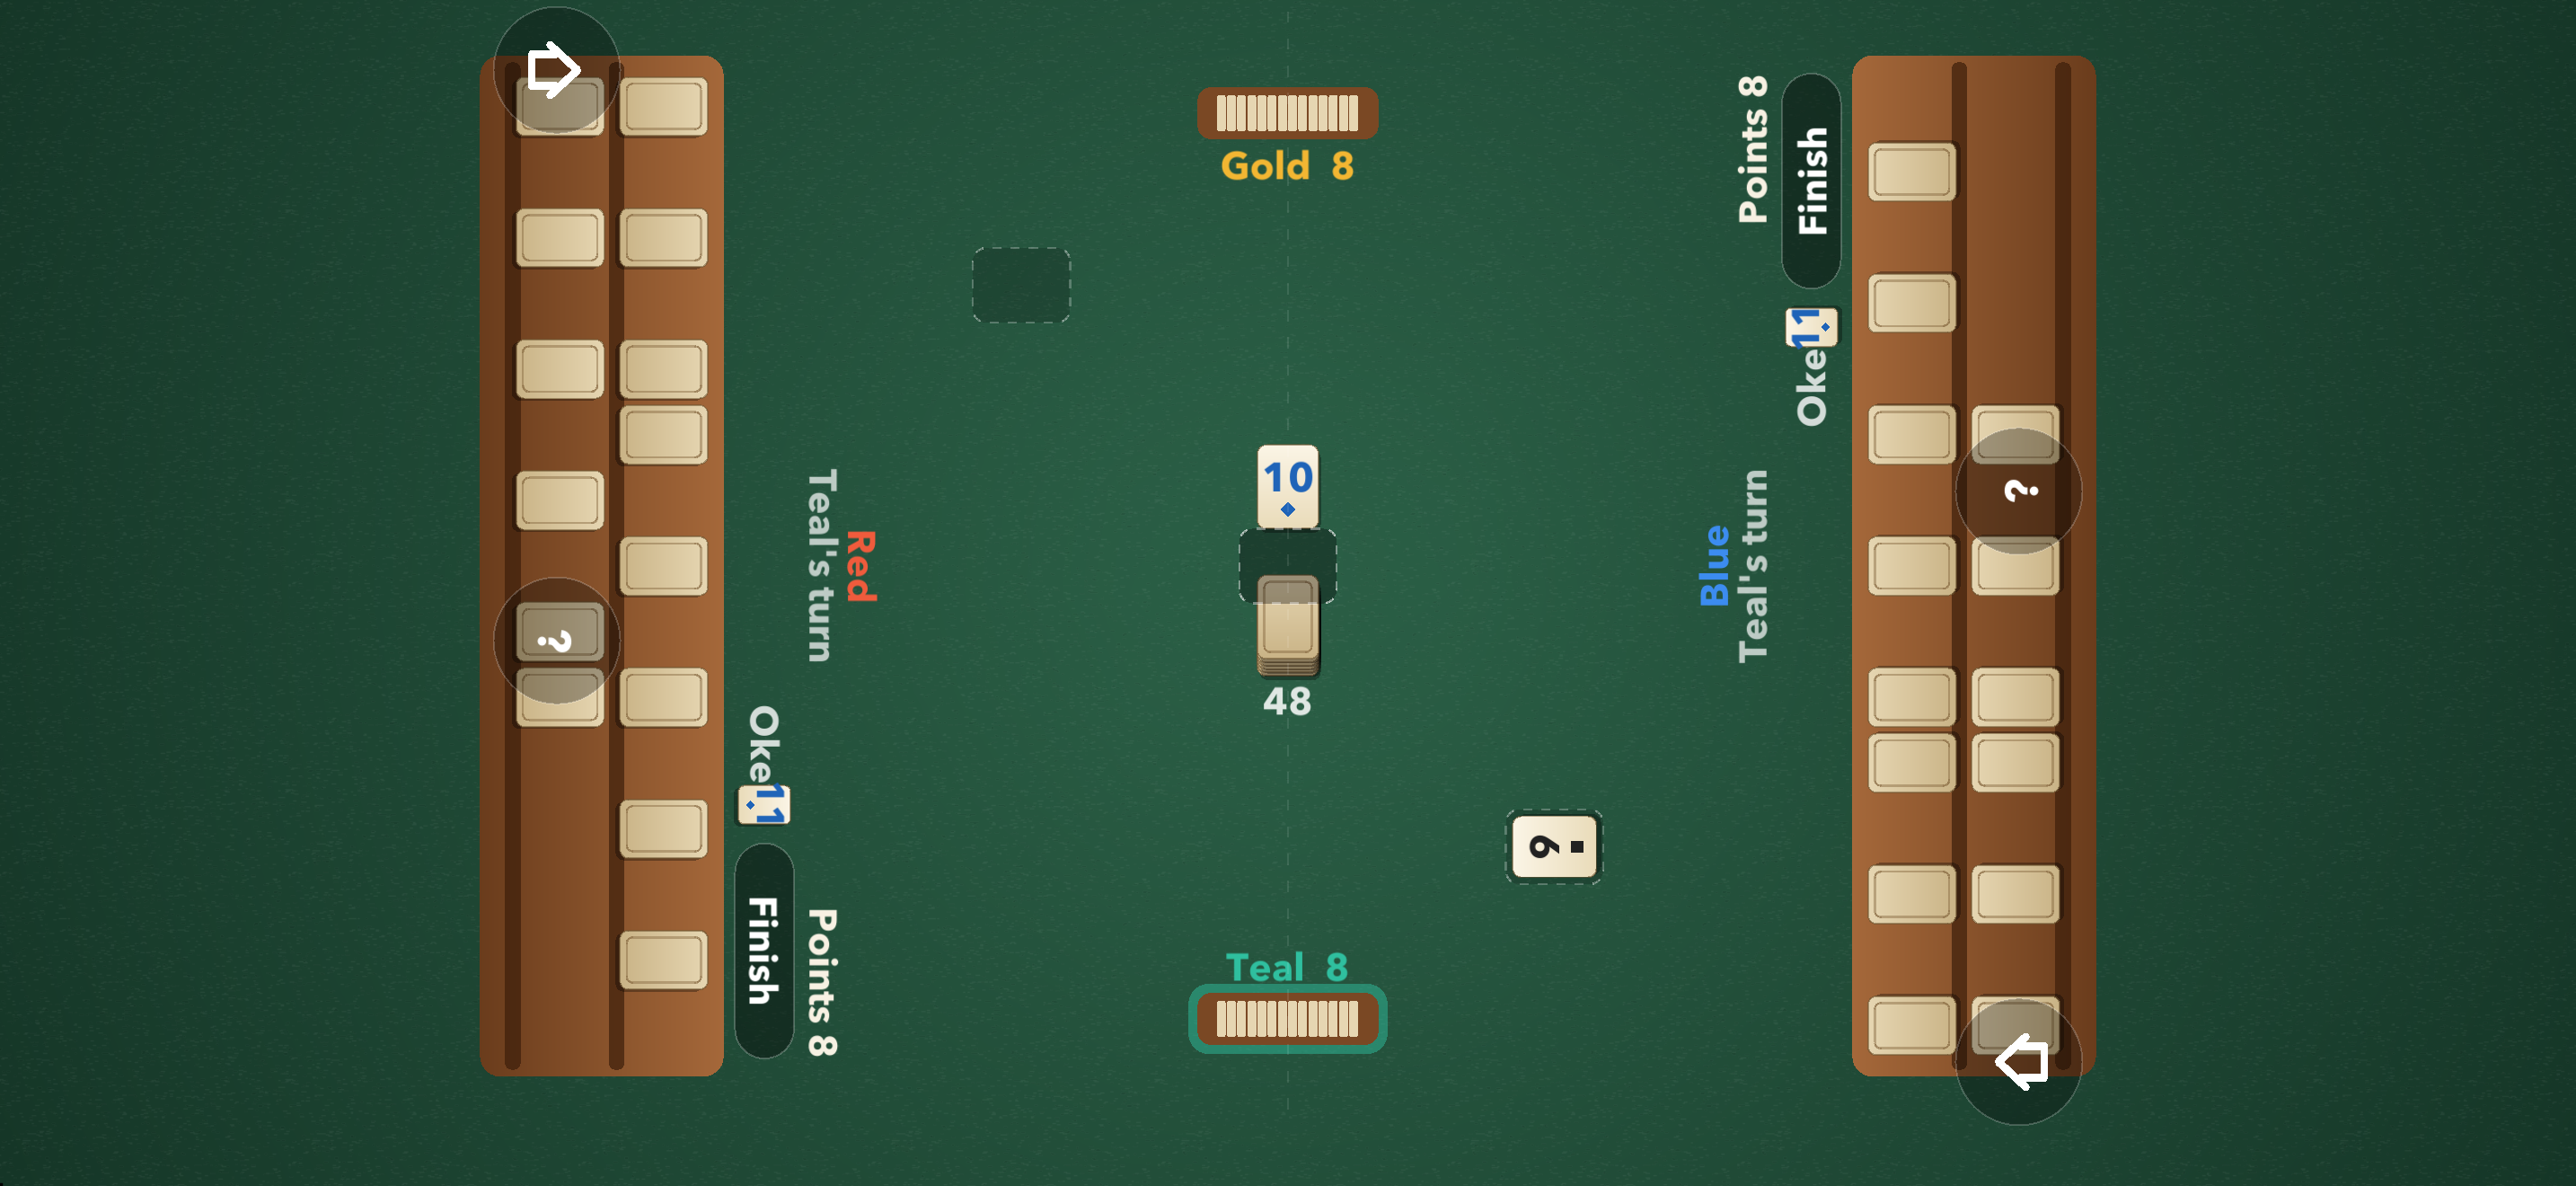 Gold 8
Points 8
Finish
Oke
11
Blue
Teal's turn
?
10
48
Red
Teal's turn
?
Oke
11
Finish
Points 8
9
Teal 8